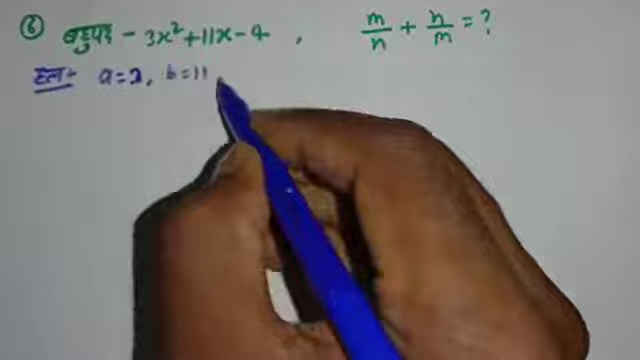 ⑥ बहुपद - 3x² + 11x - 4 , m/n + n/m = ?
हल:- a = 3, b = 11